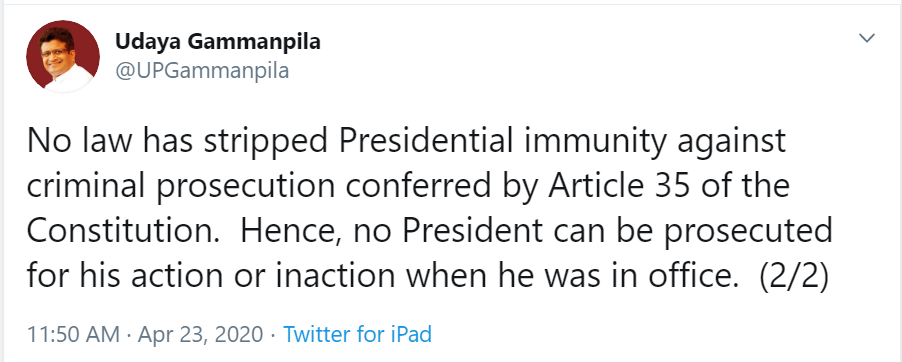 Udaya Gammanpila
@UPGammanpila
No law has stripped Presidential immunity against
criminal prosecution conferred by Article 35 of the
Constitution.  Hence, no President can be prosecuted
for his action or inaction when he was in office.  (2/2)
11:50 AM · Apr 23, 2020 · Twitter for iPad